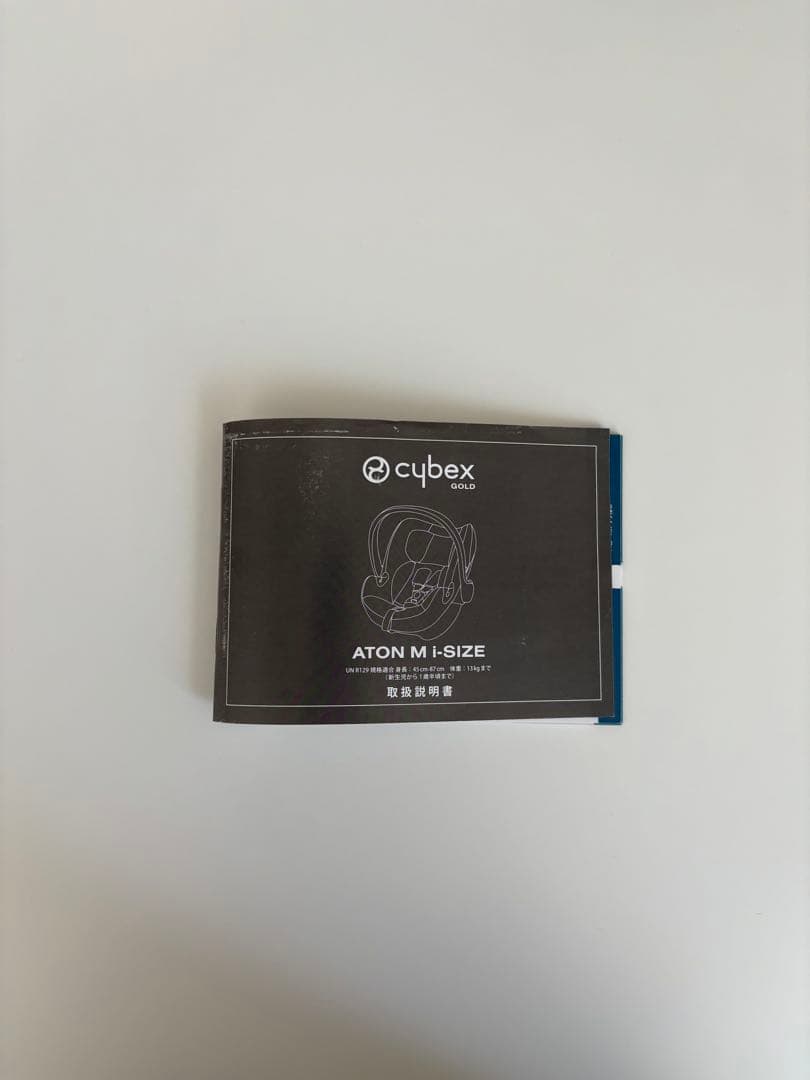 cybex
GOLD
ATON M i-SIZE
UN R129 規格適合 身長：45cm-87cm 体重：13kgまで
（新生児から1歳半頃まで）
取扱説明書